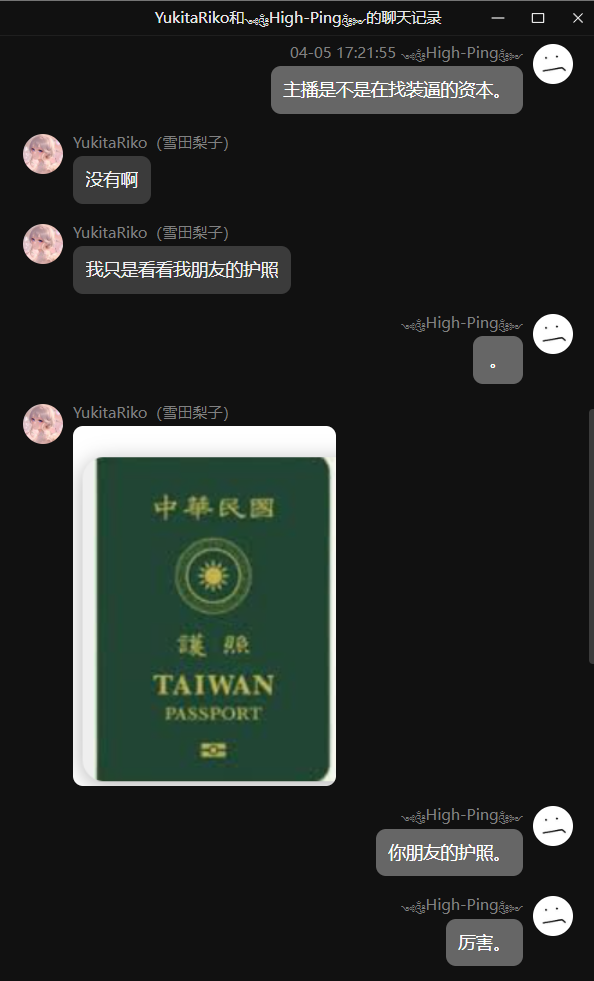 YukitaRiko和High-Ping的聊天记录
04-05 17:21:55 High-Ping
主播是不是在找装逼的资本。
YukitaRiko（雪田梨子）
没有啊
YukitaRiko（雪田梨子）
我只是看看我朋友的护照
High-Ping
。
YukitaRiko（雪田梨子）
中華民國
護照
TAIWAN
PASSPORT
High-Ping
你朋友的护照。
High-Ping
厉害。